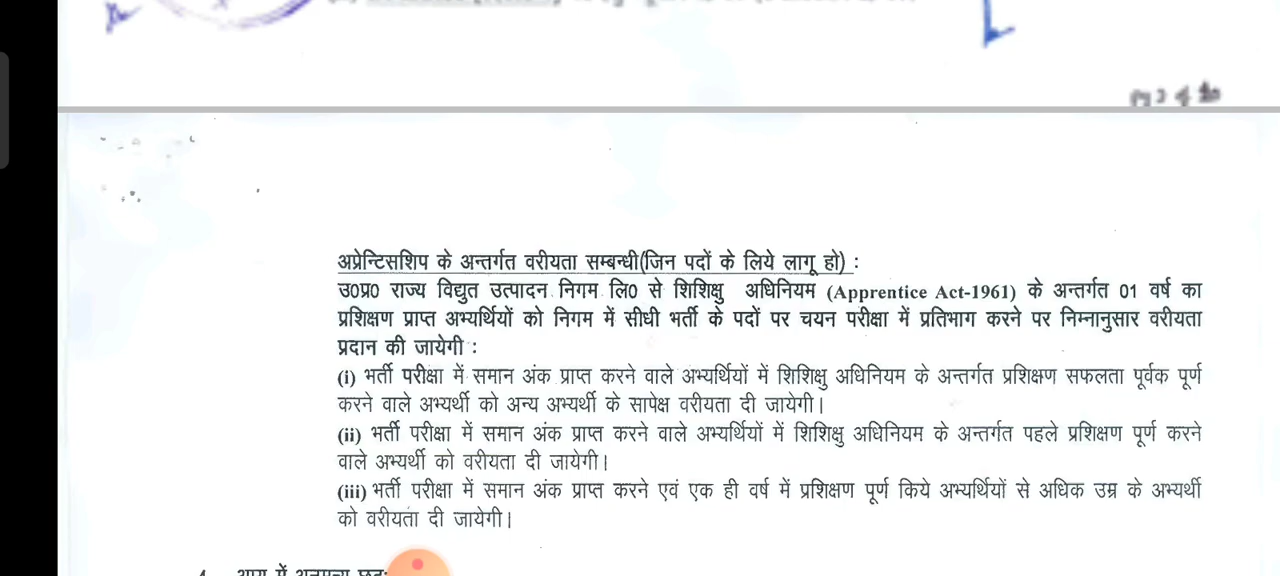 अप्रेन्टिसशिप के अन्तर्गत वरीयता सम्बन्धी(जिन पदों के लिये लागू हो) :
उ0प्र0 राज्य विद्युत उत्पादन निगम लि0 से शिशिक्षु अधिनियम (Apprentice Act-1961) के अन्तर्गत 01 वर्ष का
प्रशिक्षण प्राप्त अभ्यर्थियों को निगम में सीधी भर्ती के पदों पर चयन परीक्षा में प्रतिभाग करने पर निम्नानुसार वरीयता
प्रदान की जायेगी :
(i) भर्ती परीक्षा में समान अंक प्राप्त करने वाले अभ्यर्थियों में शिशिक्षु अधिनियम के अन्तर्गत प्रशिक्षण सफलता पूर्वक पूर्ण
करने वाले अभ्यर्थी को अन्य अभ्यर्थी के सापेक्ष वरीयता दी जायेगी।
(ii) भर्ती परीक्षा में समान अंक प्राप्त करने वाले अभ्यर्थियों में शिशिक्षु अधिनियम के अन्तर्गत पहले प्रशिक्षण पूर्ण करने
वाले अभ्यर्थी को वरीयता दी जायेगी।
(iii) भर्ती परीक्षा में समान अंक प्राप्त करने एवं एक ही वर्ष में प्रशिक्षण पूर्ण किये अभ्यर्थियों से अधिक उम्र के अभ्यर्थी
को वरीयता दी जायेगी।